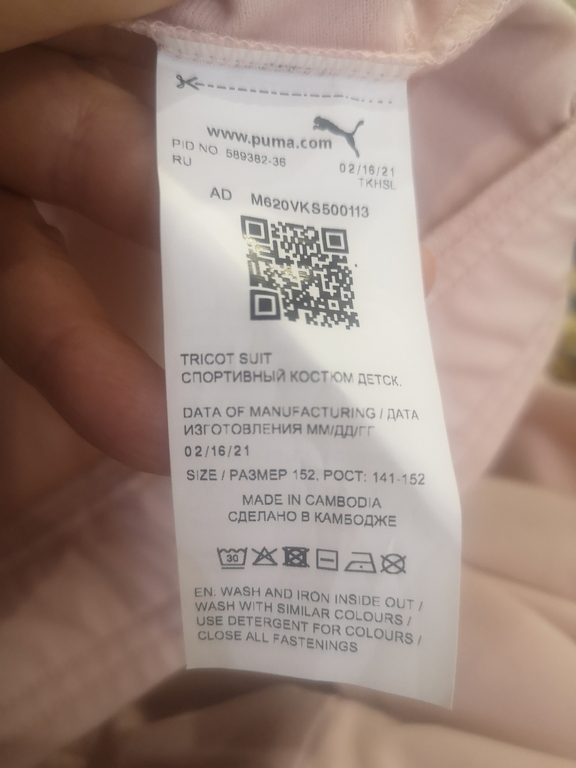 www.puma.com
PID NO 589382-36
RU
02/16/21
TKHSL
AD M620VKS500113
TRICOT SUIT
СПОРТИВНЫЙ КОСТЮМ ДЕТСК.
DATA OF MANUFACTURING / ДАТА
ИЗГОТОВЛЕНИЯ ММ/ДД/ГГ
02/16/21
SIZE / РАЗМЕР 152, РОСТ: 141-152
MADE IN CAMBODIA
СДЕЛАНО В КАМБОДЖЕ
30
EN. WASH AND IRON INSIDE OUT /
WASH WITH SIMILAR COLOURS /
USE DETERGENT FOR COLOURS /
CLOSE ALL FASTENINGS